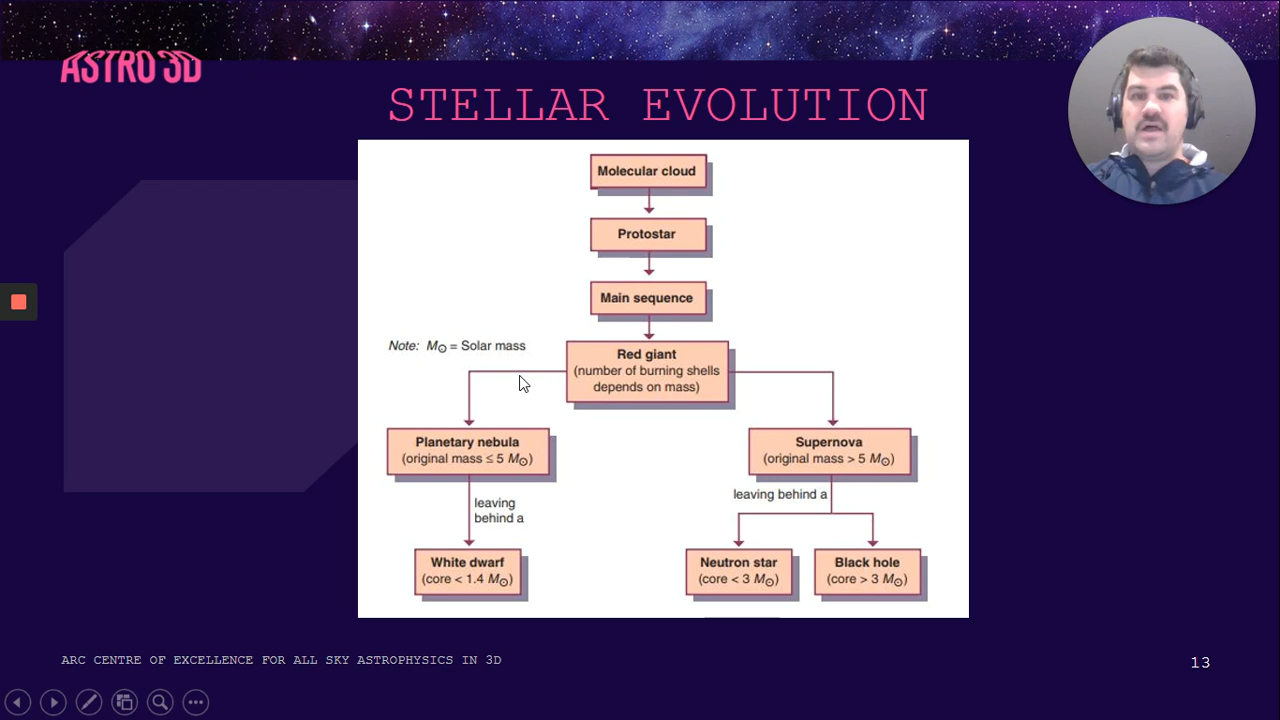 ASTRO 3D
STELLAR EVOLUTION
Molecular cloud
Protostar
Main sequence
Note: M☉ = Solar mass
Red giant
(number of burning shells
depends on mass)
Planetary nebula
(original mass ≤ 5 M☉)
Supernova
(original mass > 5 M☉)
leaving
behind a
leaving behind a
White dwarf
(core < 1.4 M☉)
Neutron star
(core < 3 M☉)
Black hole
(core > 3 M☉)
ARC CENTRE OF EXCELLENCE FOR ALL SKY ASTROPHYSICS IN 3D
13